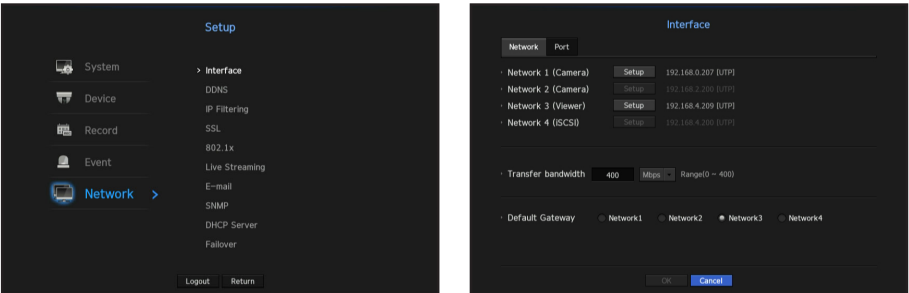 Setup
System
Device
Record
Event
Network >
> Interface
DDNS
IP Filtering
SSL
802.1x
Live Streaming
E-mail
SNMP
DHCP Server
Failover
Logout Return
Interface
Network Port
Network 1 (Camera) Setup 192.168.0.207 [UTP]
Network 2 (Camera) Setup 192.168.2.200 [UTP]
Network 3 (Viewer) Setup 192.168.4.209 [UTP]
Network 4 (iSCSI) Setup 192.168.4.200 [UTP]
Transfer bandwidth 400 Mbps Range(0 ~ 400)
Default Gateway Network1 Network2 Network3 Network4
OK Cancel